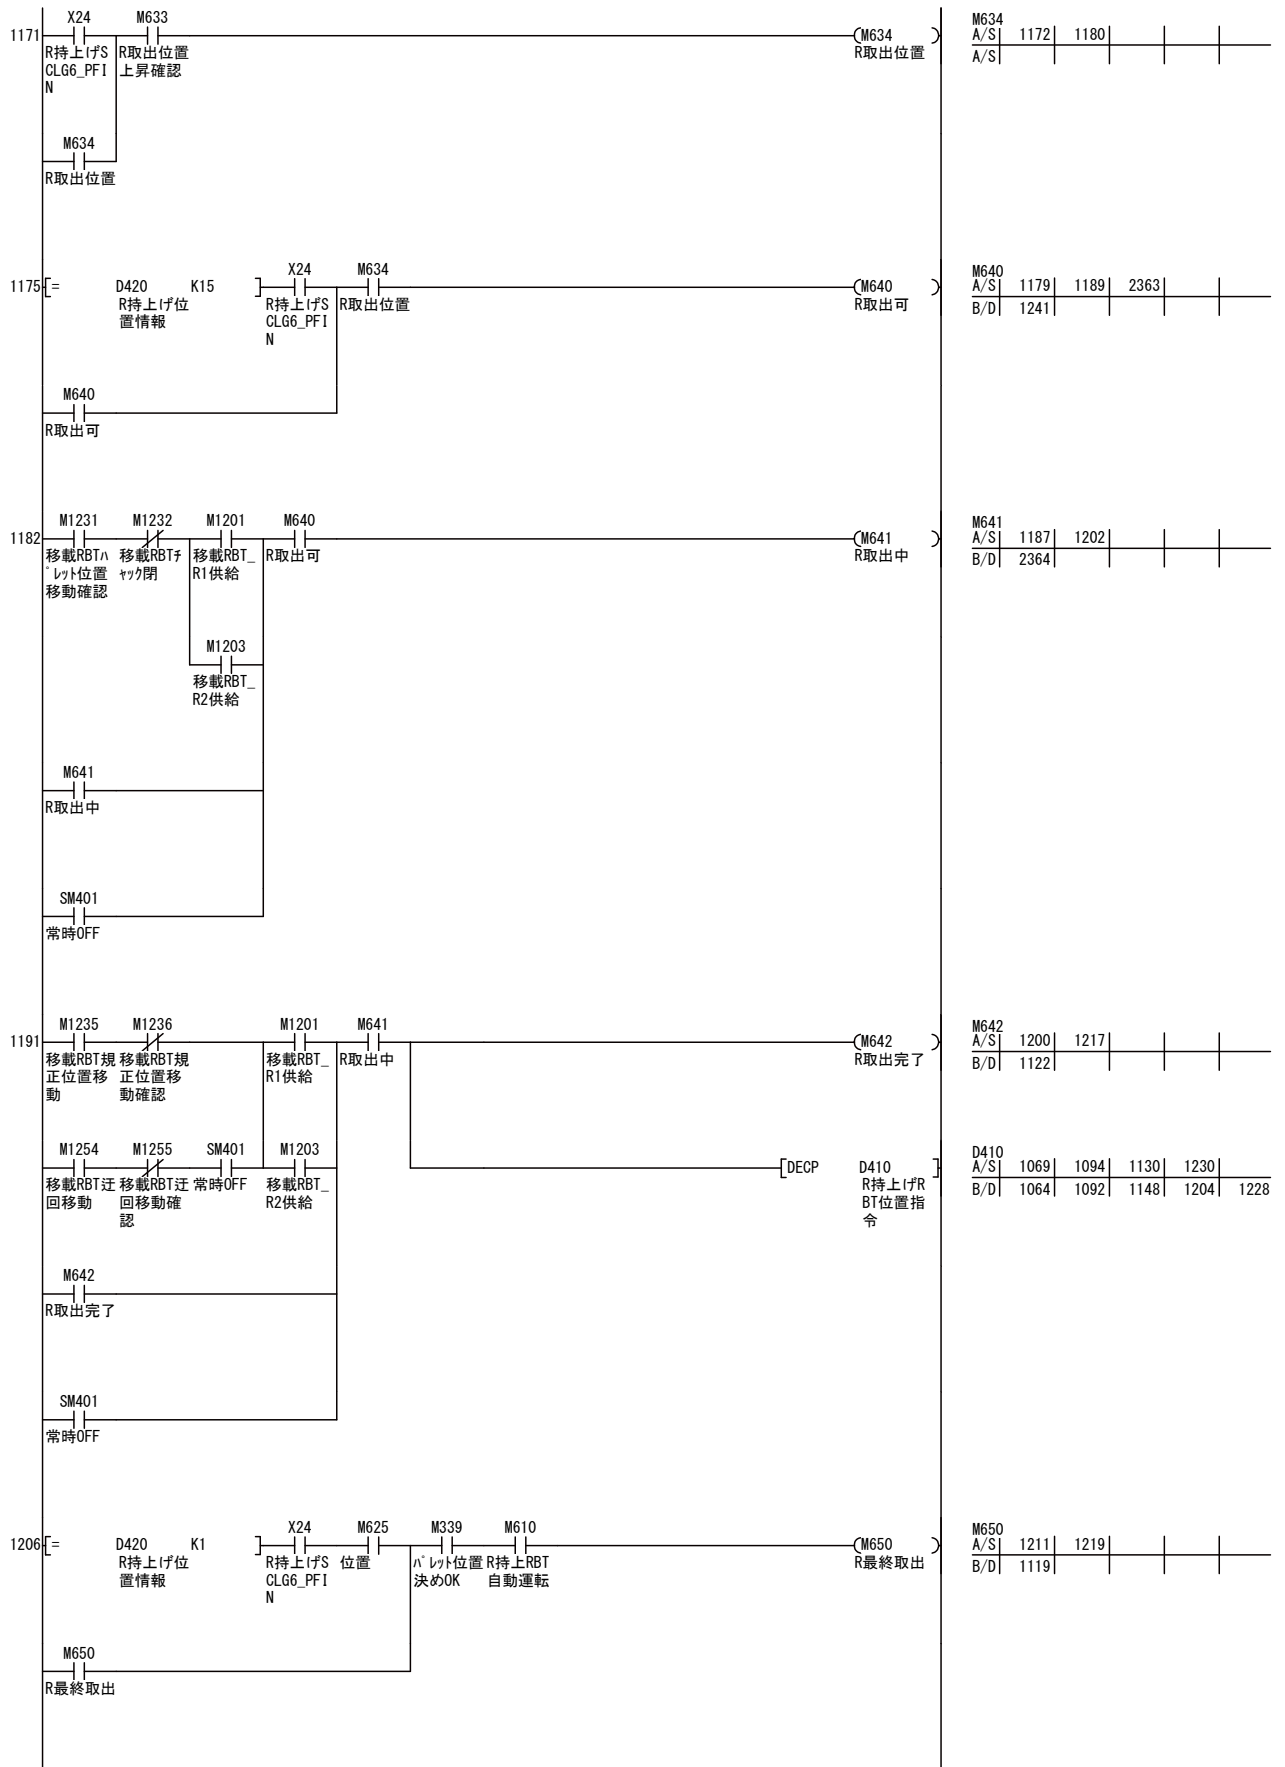 X24 M633
1171 (M634 )
R持上げS R取出位置 R取出位置
CLG6_PFI 上昇確認
N
M634
A/S 1172 1180
A/S
M634
R取出位置
X24 M634
1175 [= D420 K15 ] (M640 )
R持上げ位 R持上げS R取出位置 R取出可
置情報 CLG6_PFI
N
M640
A/S 1179 1189 2363
B/D 1241
M640
R取出可
M1231 M1232 M1201 M640
1182 (M641 )
移載RBTパ 移載RBTチ 移載RBT_ R取出可 R取出中
レット位置 ャック閉 R1供給
移動確認
M641
A/S 1187 1202
B/D 2364
M1203
移載RBT_
R2供給
M641
R取出中
SM401
常時OFF
M1235 M1236 M1201 M641
1191 (M642 )
移載RBT規 移載RBT規 移載RBT_ R取出中 R取出完了
正位置移 正位置移 R1供給
動 動確認
M642
A/S 1200 1217
B/D 1122
M1254 M1255 SM401 M1203
[DECP D410 ]
移載RBT迂 移載RBT迂 常時OFF 移載RBT_ R持上げR
回移動 回移動確 R2供給 BT位置指
認 令
D410
A/S 1069 1094 1130 1230
B/D 1064 1092 1148 1204 1228
M642
R取出完了
SM401
常時OFF
X24 M625 M339 M610
1206 [= D420 K1 ] (M650 )
R持上げ位 R持上げS 位置 パレット位置 R持上RBT R最終取出
置情報 CLG6_PFI 決めOK 自動運転
N
M650
A/S 1211 1219
B/D 1119
M650
R最終取出